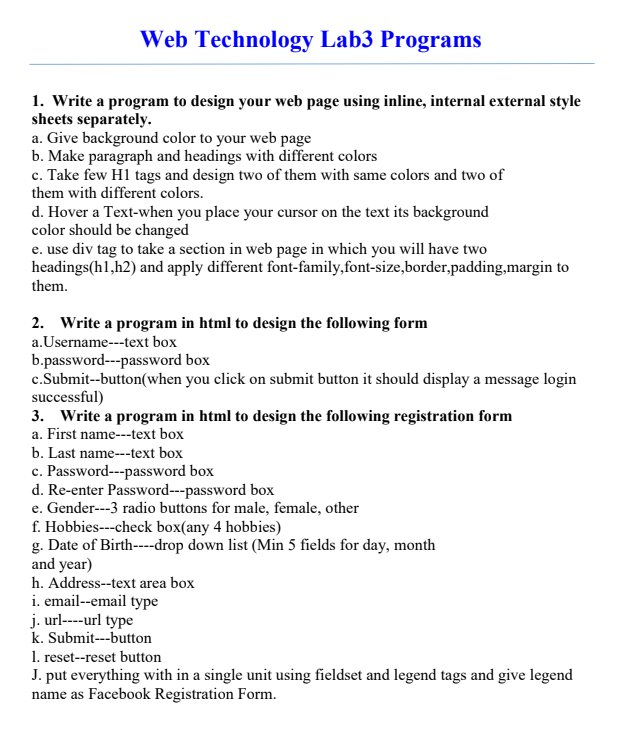 Web Technology Lab3 Programs
1. Write a program to design your web page using inline, internal external style
sheets separately.
a. Give background color to your web page
b. Make paragraph and headings with different colors
c. Take few H1 tags and design two of them with same colors and two of
them with different colors.
d. Hover a Text-when you place your cursor on the text its background
color should be changed
e. use div tag to take a section in web page in which you will have two
headings(h1,h2) and apply different font-family,font-size,border,padding,margin to
them.
2. Write a program in html to design the following form
a.Username---text box
b.password---password box
c.Submit--button(when you click on submit button it should display a message login
successful)
3. Write a program in html to design the following registration form
a. First name---text box
b. Last name---text box
c. Password---password box
d. Re-enter Password---password box
e. Gender---3 radio buttons for male, female, other
f. Hobbies---check box(any 4 hobbies)
g. Date of Birth----drop down list (Min 5 fields for day, month
and year)
h. Address--text area box
i. email--email type
j. url----url type
k. Submit---button
l. reset--reset button
J. put everything with in a single unit using fieldset and legend tags and give legend
name as Facebook Registration Form.